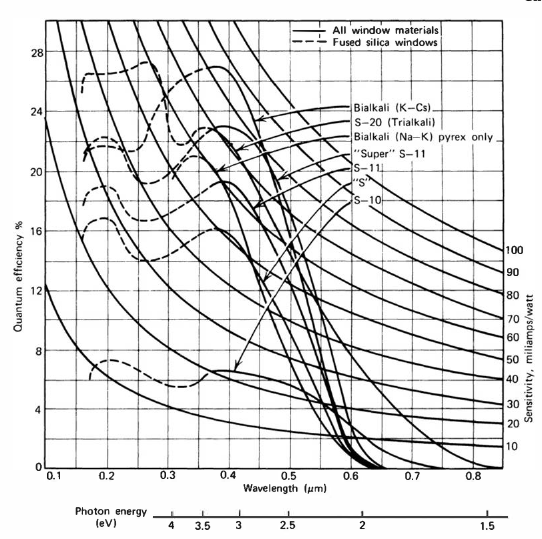 All window materials
Fused silica windows
28
24
20
16
12
8
4
0
Quantum efficiency %
Bialkali (K–Cs)
S–20 (Trialkali)
Bialkali (Na–K) pyrex only
"Super" S–11
S–11
"S"
S–10
100
90
80
70
60
50
40
30
20
10
Sensitivity, miliamps/watt
0.1 0.2 0.3 0.4 0.5 0.6 0.7 0.8
Wavelength (μm)
Photon energy
(eV)
4 3.5 3 2.5 2 1.5